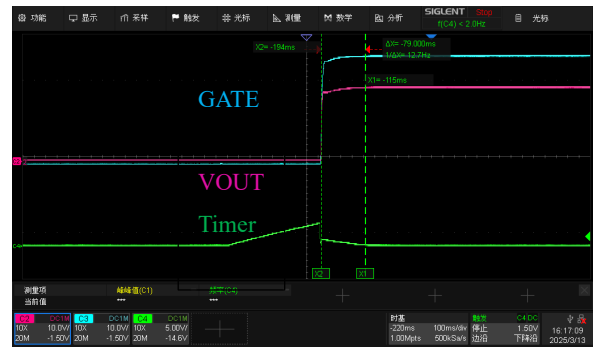 功能 显示 采样 触发 光标 测量 数学 分析 SIGLENT Stop 光标
f(C4) < 2.0Hz
X2= -194ms ΔX= -79.000ms
1/ΔX= 12.7Hz
X1= -115ms
GATE
VOUT
Timer
C4
X2 X1
测量项 峰峰值(C1) 频率(C4)
当前值 *** ***
C2 DC1M C3 DC1M C4 DC1M 时基 触发 C4 DC
10X 10.0V/ 10X 10.0V/ 10X 5.00V/ -220ms 100ms/div 停止 1.50V 16:17:09
20M -1.50V 20M -1.50V 20M -14.6V 1.00Mpts 500kSa/s 边沿 下降沿 2025/3/13